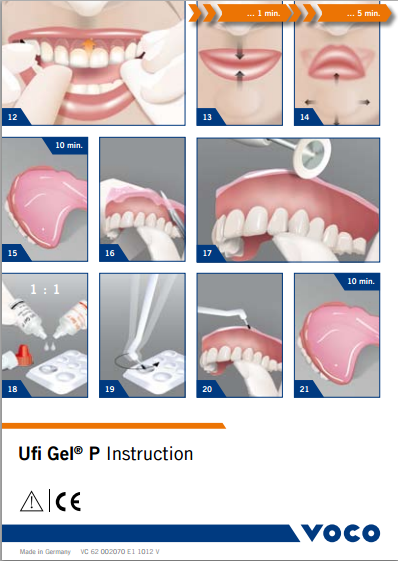 ... 1 min.
... 5 min.
12
13
14
10 min.
15
16
17
1 : 1
10 min.
18
19
20
21
Ufi Gel® P Instruction
CE
VOCO
Made in Germany VC 62 002070 E1 1012 V